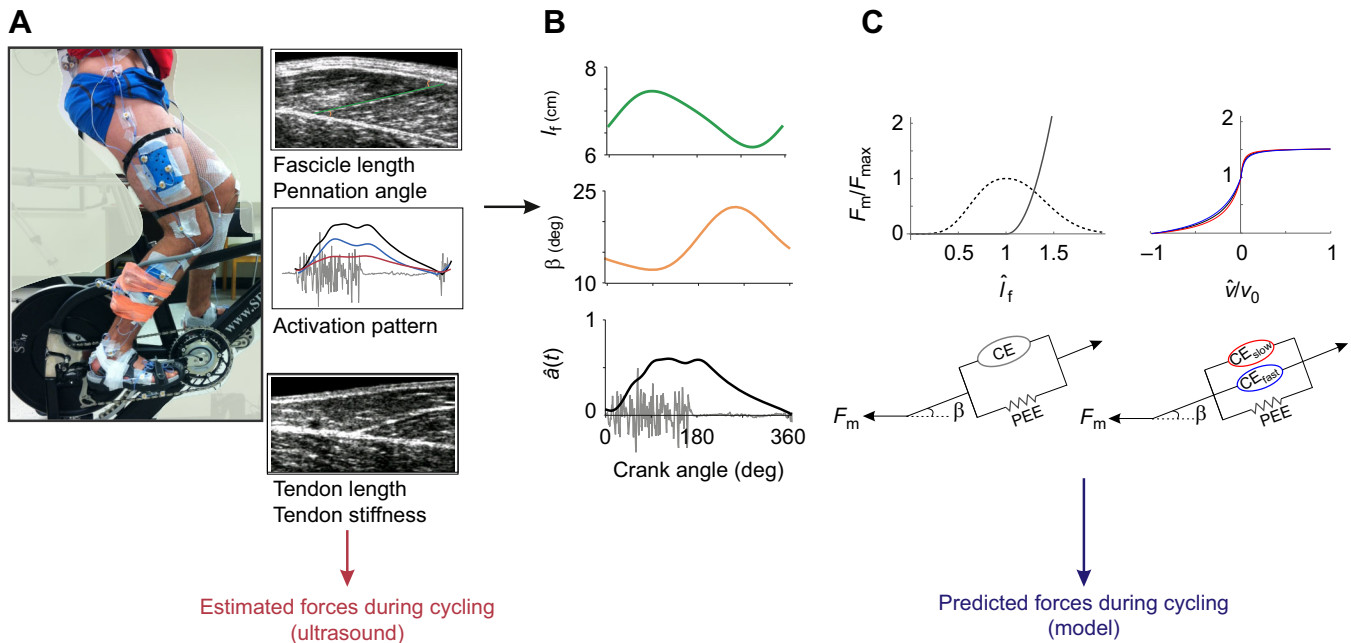 A
B
C
Fascicle length
Pennation angle
Activation pattern
Tendon length
Tendon stiffness
Estimated forces during cycling
(ultrasound)
8
l_f (cm)
6
25
β (deg)
10
1
â(t)
0
0 180 360
Crank angle (deg)
F_m/F_max
2
1
0
0.5 1 1.5
l̂_f
2
1
0
–1 0 1
v̂/v_0
CE
PEE
β
F_m
CE_slow
CE_fast
PEE
β
F_m
Predicted forces during cycling
(model)